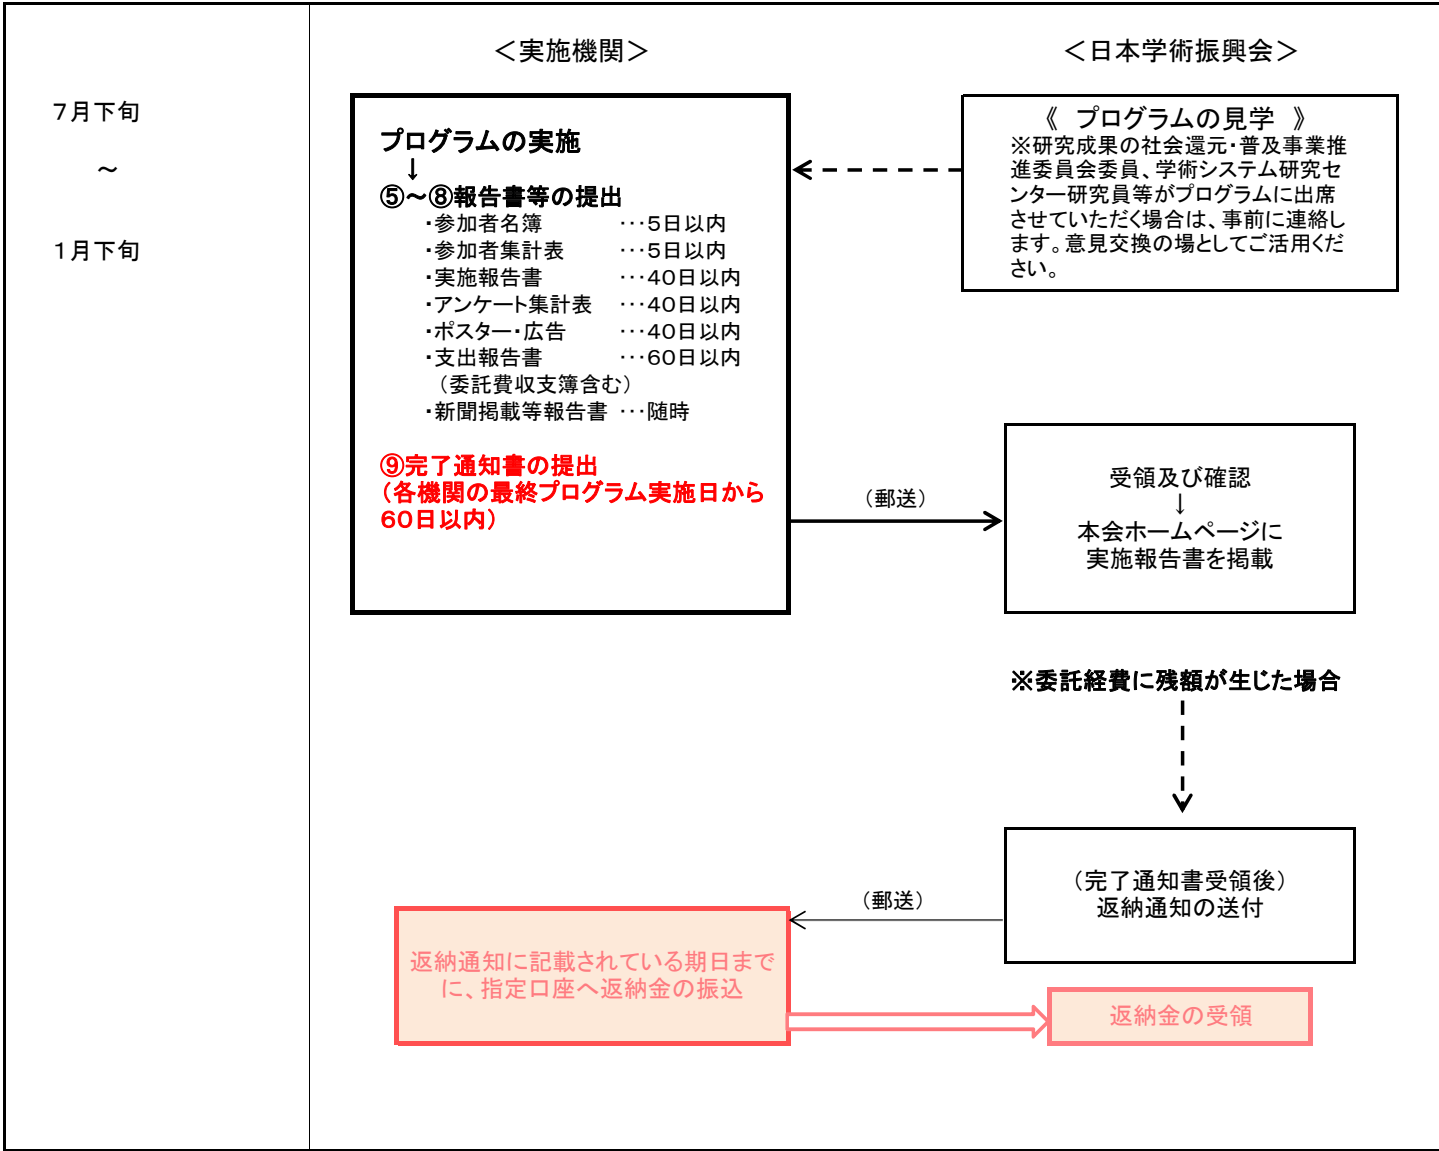 7月下旬
～
1月下旬
＜実施機関＞
プログラムの実施
↓
⑤～⑧報告書等の提出
・参加者名簿 …5日以内
・参加者集計表 …5日以内
・実施報告書 …40日以内
・アンケート集計表 …40日以内
・ポスター・広告 …40日以内
・支出報告書 …60日以内
（委託費収支簿含む）
・新聞掲載等報告書 …随時
⑨完了通知書の提出
（各機関の最終プログラム実施日から
60日以内）
＜日本学術振興会＞
《 プログラムの見学 》
※研究成果の社会還元・普及事業推
進委員会委員、学術システム研究セ
ンター研究員等がプログラムに出席
させていただく場合は、事前に連絡し
ます。意見交換の場としてご活用くだ
さい。
（郵送）
受領及び確認
↓
本会ホームページに
実施報告書を掲載
※委託経費に残額が生じた場合
（完了通知書受領後）
返納通知の送付
（郵送）
返納通知に記載されている期日まで
に、指定口座へ返納金の振込
返納金の受領